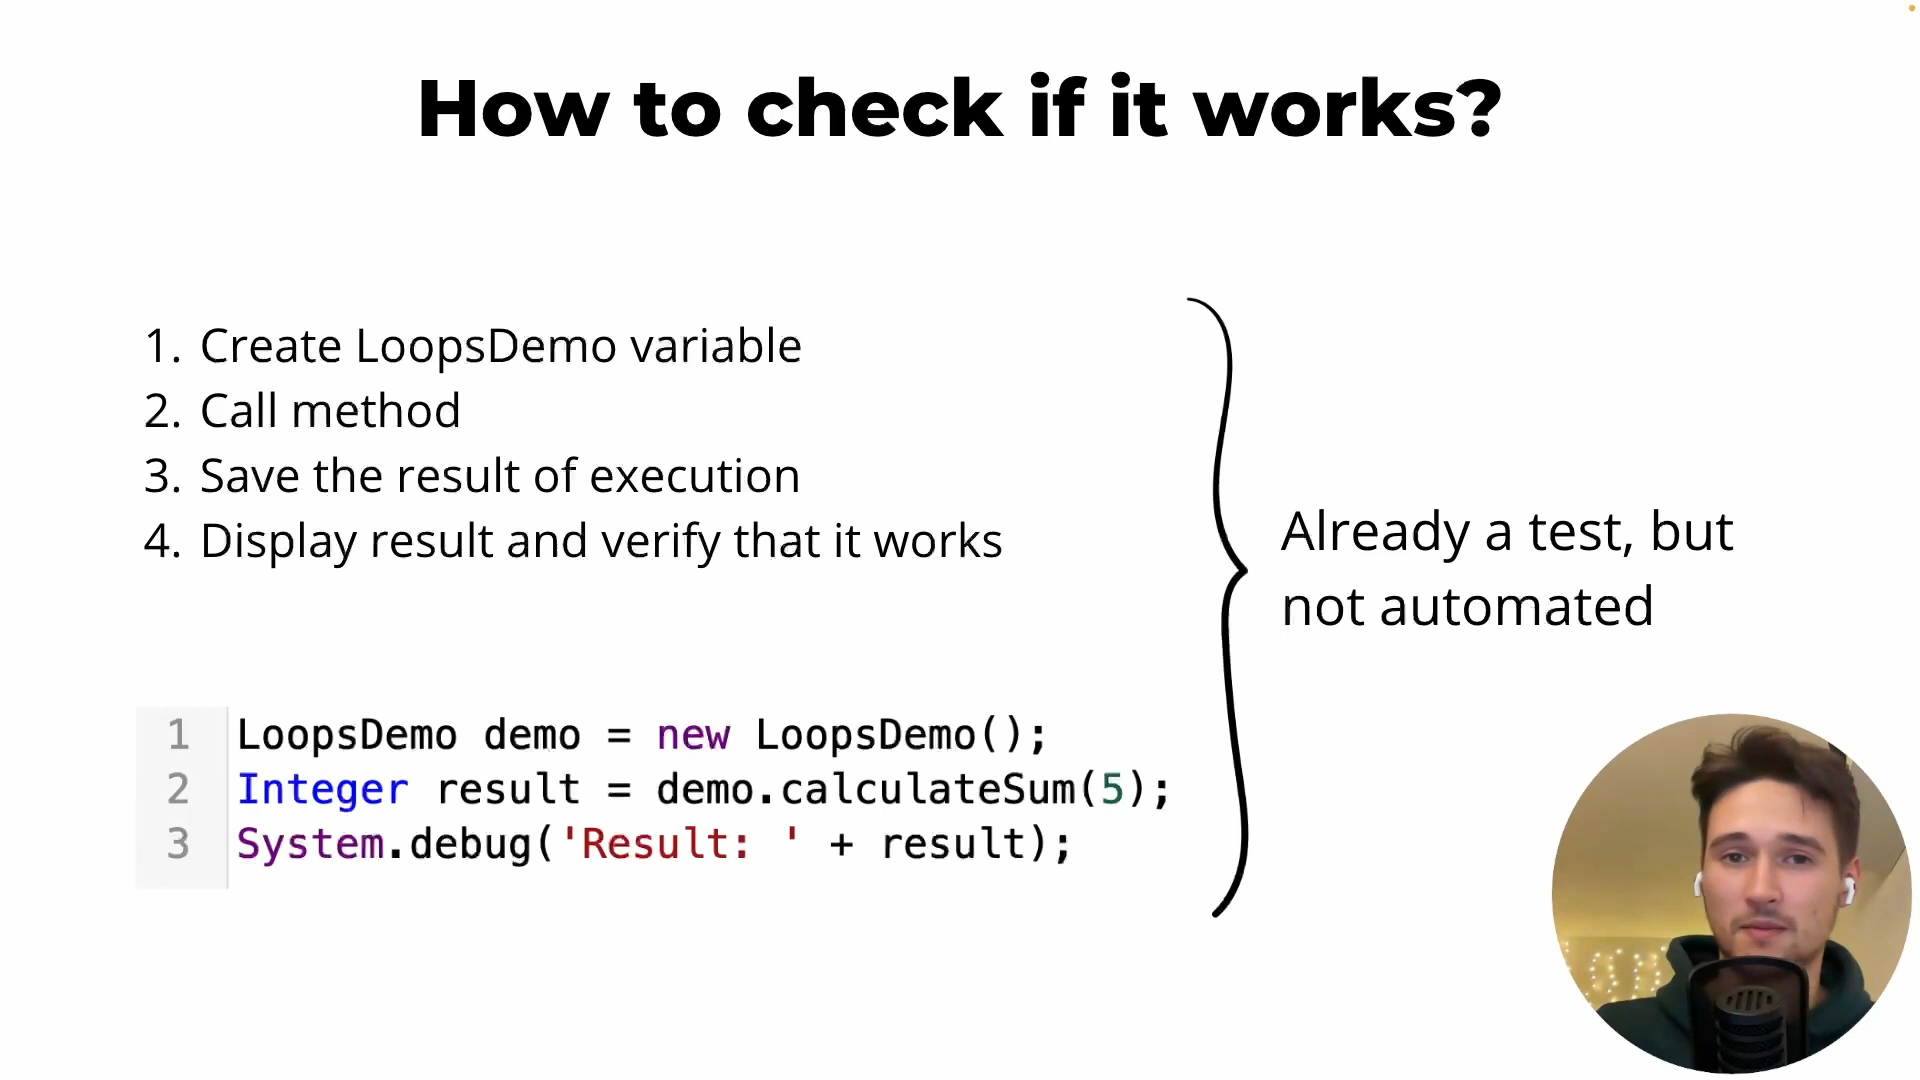 How to check if it works?
1. Create LoopsDemo variable
2. Call method
3. Save the result of execution
4. Display result and verify that it works
Already a test, but
not automated
1 LoopsDemo demo = new LoopsDemo();
2 Integer result = demo.calculateSum(5);
3 System.debug('Result: ' + result);